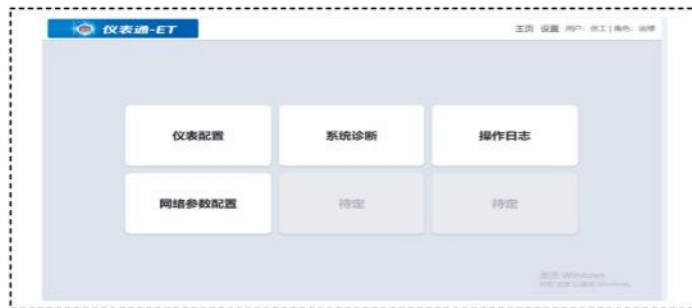 仪表通-ET
主页 设置 用户: 张工 | 角色: 运维
仪表配置 系统诊断 操作日志
网络参数配置 待定 待定
激活 Windows